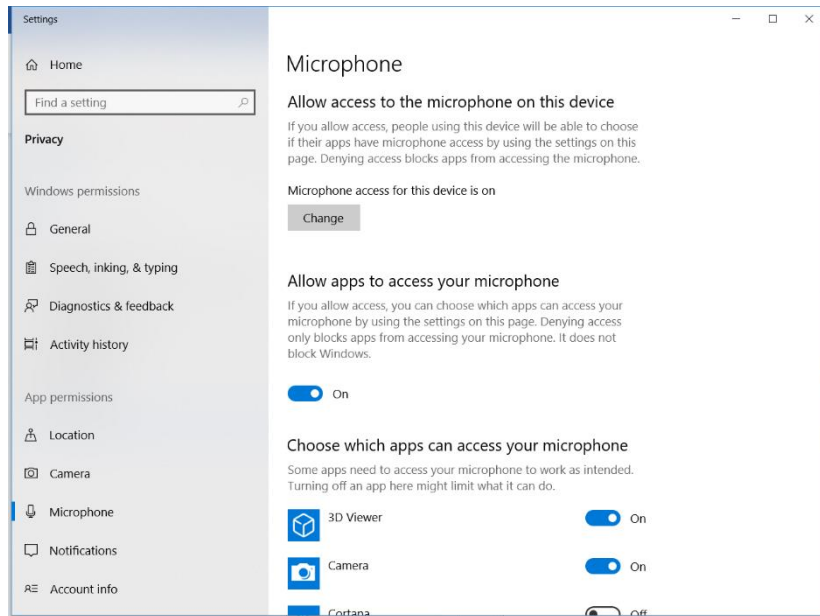 Settings
Home
Find a setting
Privacy
Windows permissions
General
Speech, inking, & typing
Diagnostics & feedback
Activity history
App permissions
Location
Camera
Microphone
Notifications
Account info
Microphone
Allow access to the microphone on this device
If you allow access, people using this device will be able to choose
if their apps have microphone access by using the settings on this
page. Denying access blocks apps from accessing the microphone.
Microphone access for this device is on
Change
Allow apps to access your microphone
If you allow access, you can choose which apps can access your
microphone by using the settings on this page. Denying access
only blocks apps from accessing your microphone. It does not
block Windows.
On
Choose which apps can access your microphone
Some apps need to access your microphone to work as intended.
Turning off an app here might limit what it can do.
3D Viewer On
Camera On
Cortana Off